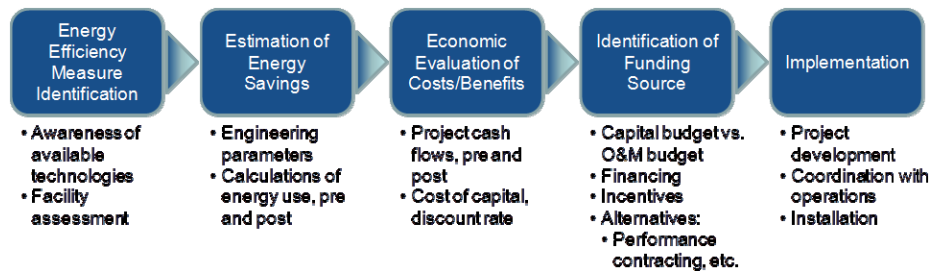 Energy
Efficiency
Measure
Identification
• Awareness of
available
technologies
• Facility
assessment
Estimation of
Energy
Savings
• Engineering
parameters
• Calculations of
energy use, pre
and post
Economic
Evaluation of
Costs/Benefits
• Project cash
flows, pre and
post
• Cost of capital,
discount rate
Identification of
Funding
Source
• Capital budget vs.
O&M budget
• Financing
• Incentives
• Alternatives:
• Performance
contracting, etc.
Implementation
• Project
development
• Coordination with
operations
• Installation